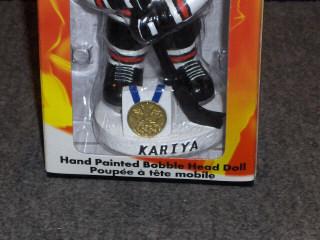 KARIYA
Hand Painted Bobble Head Doll
Poupée à tête mobile